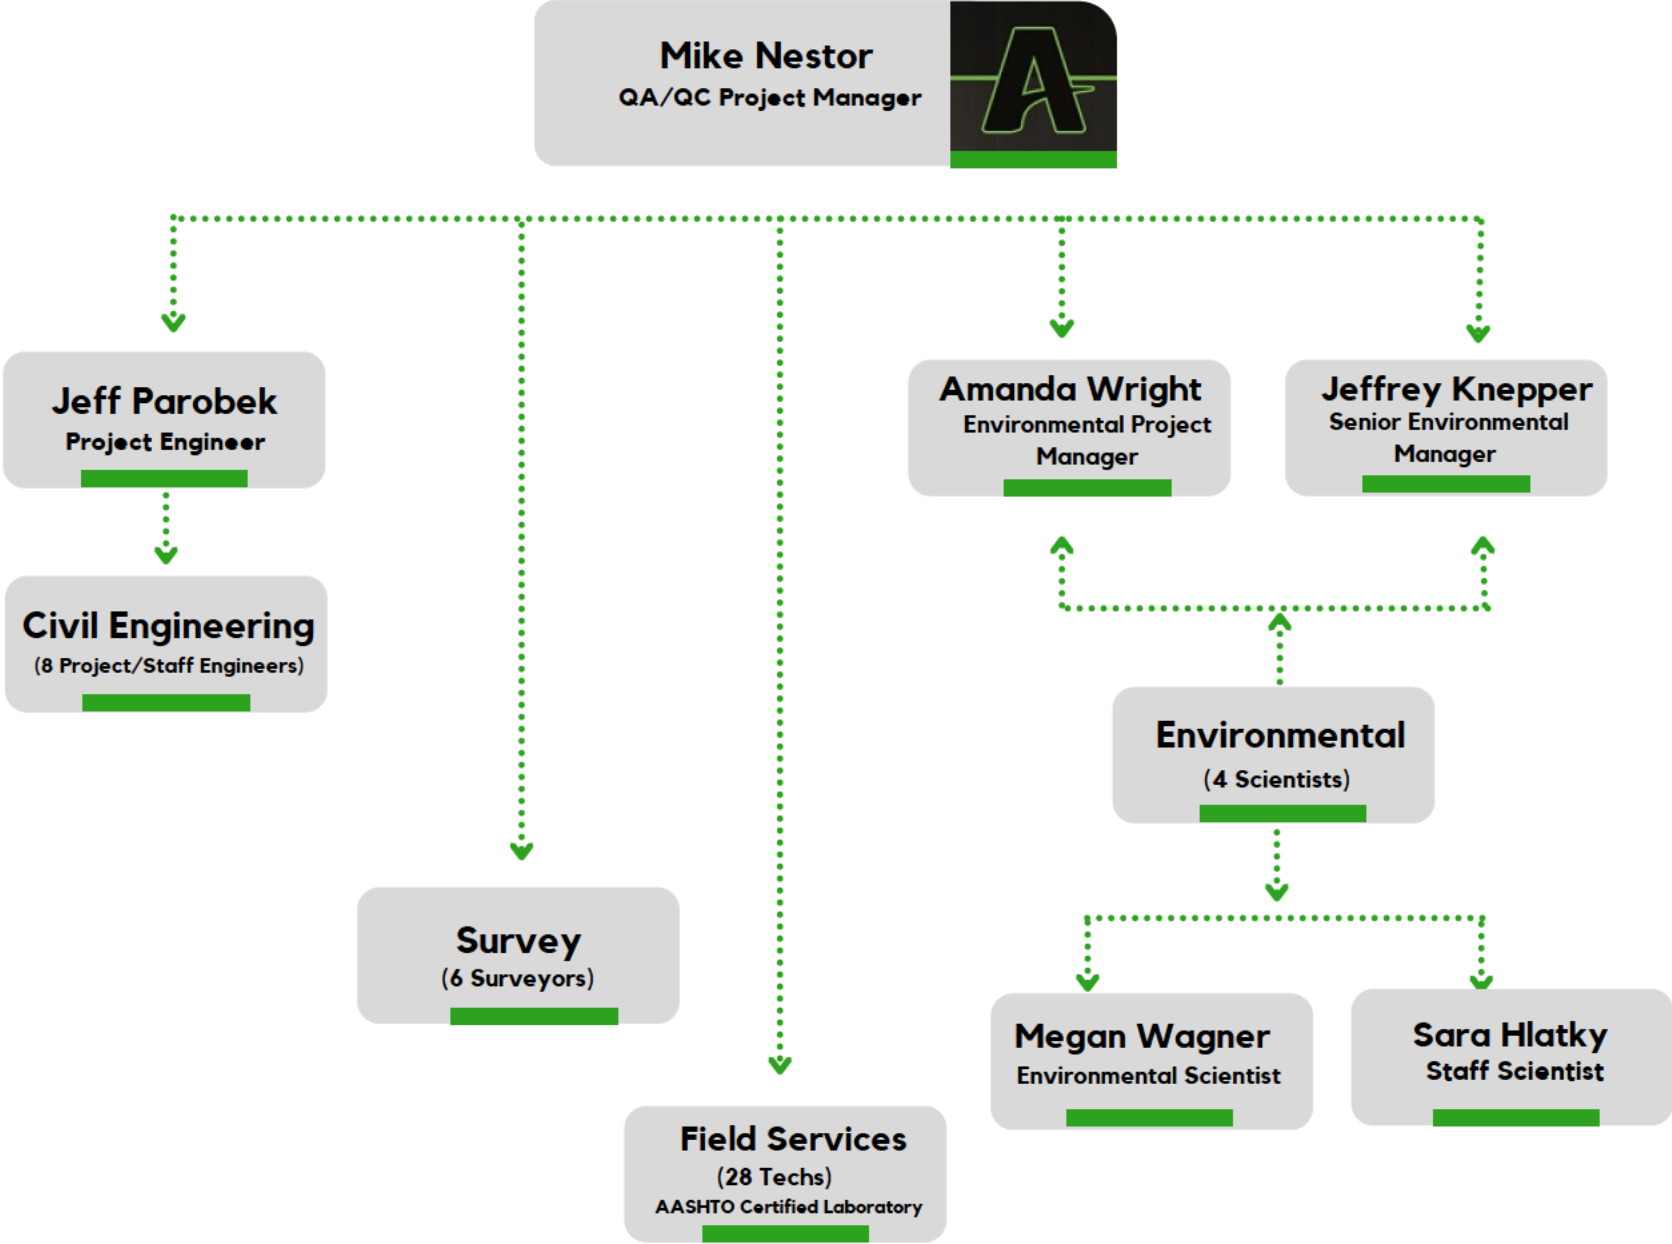 Mike Nestor
QA/QC Project Manager
A
Jeff Parobek
Project Engineer
Amanda Wright
Environmental Project
Manager
Jeffrey Knepper
Senior Environmental
Manager
Civil Engineering
(8 Project/Staff Engineers)
Environmental
(4 Scientists)
Survey
(6 Surveyors)
Megan Wagner
Environmental Scientist
Sara Hlatky
Staff Scientist
Field Services
(28 Techs)
AASHTO Certified Laboratory